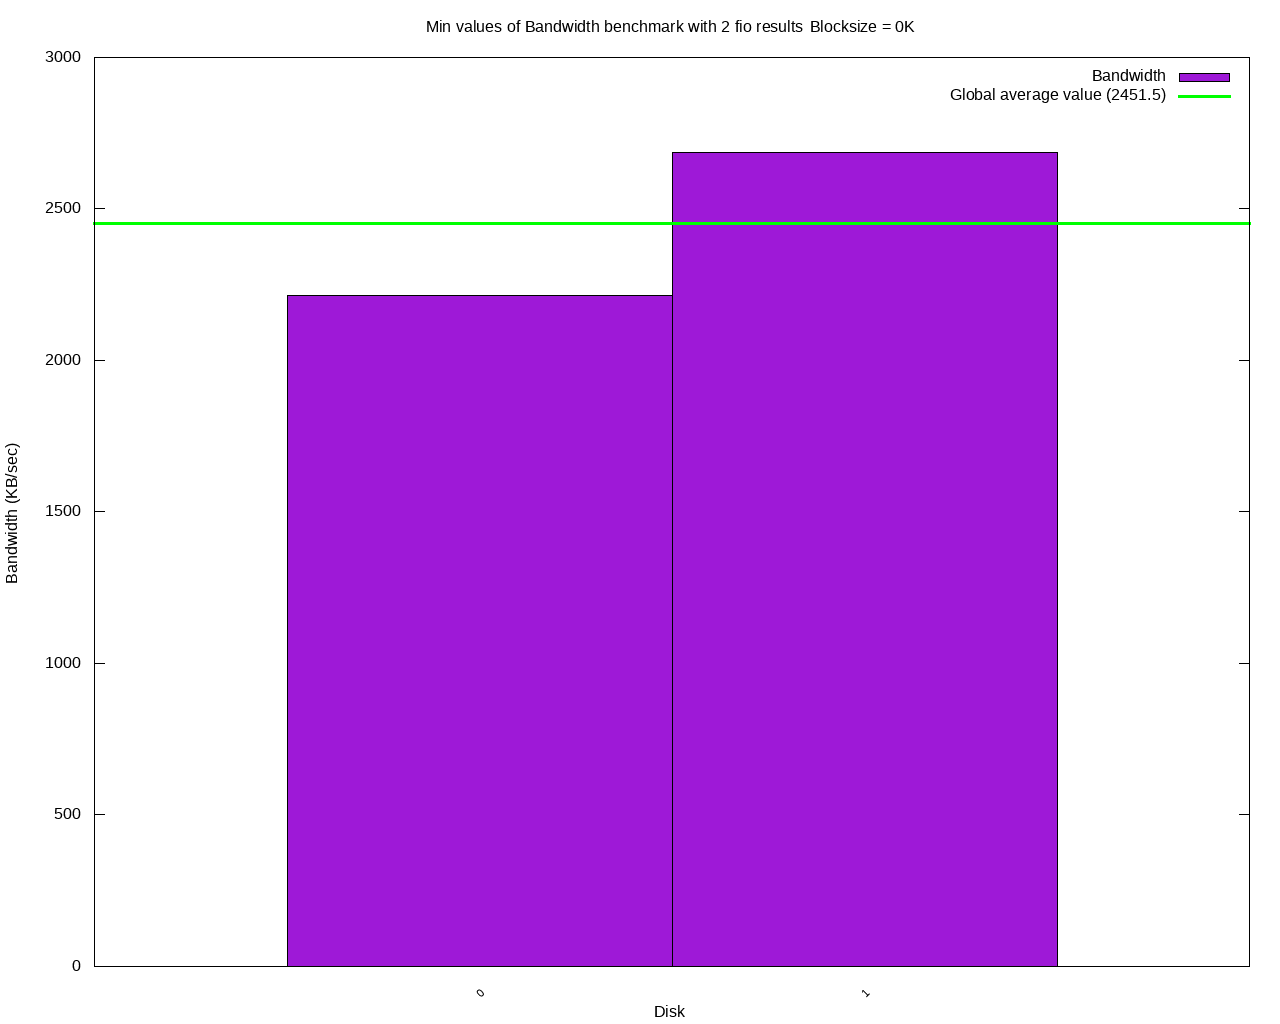 Min values of Bandwidth benchmark with 2 fio results Blocksize = 0K
Bandwidth
Global average value (2451.5)
3000
2500
2000
1500
1000
500
0
Bandwidth (KB/sec)
0
1
Disk